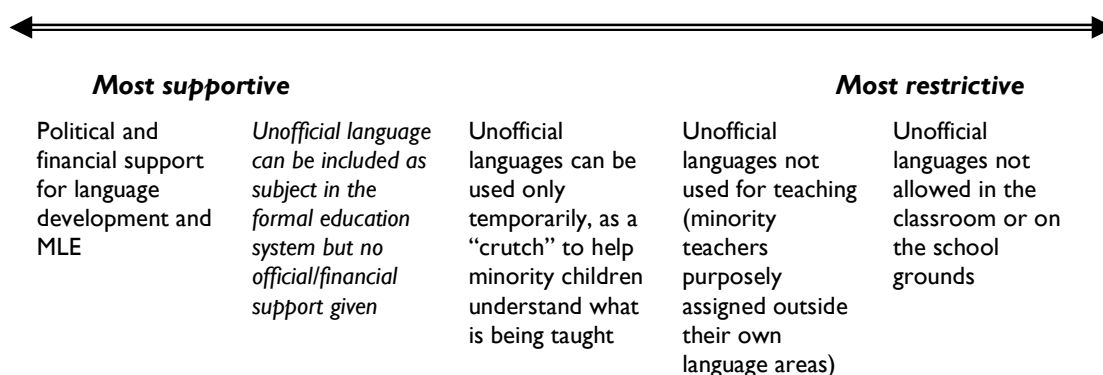 Most supportive
Most restrictive
Political and
financial support
for language
development and
MLE
Unofficial language
can be included as
subject in the
formal education
system but no
official/financial
support given
Unofficial
languages can be
used only
temporarily, as a
“crutch” to help
minority children
understand what
is being taught
Unofficial
languages not
used for teaching
(minority
teachers
purposely
assigned outside
their own
language areas)
Unofficial
languages not
allowed in the
classroom or on
the school
grounds